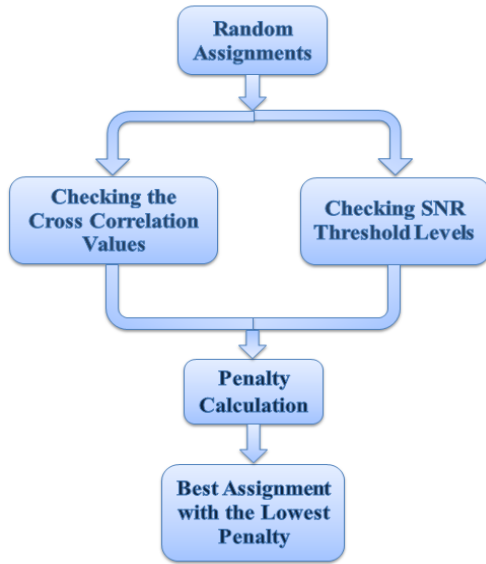 Random
Assignments
Checking the
Cross Correlation
Values
Checking SNR
Threshold Levels
Penalty
Calculation
Best Assignment
with the Lowest
Penalty